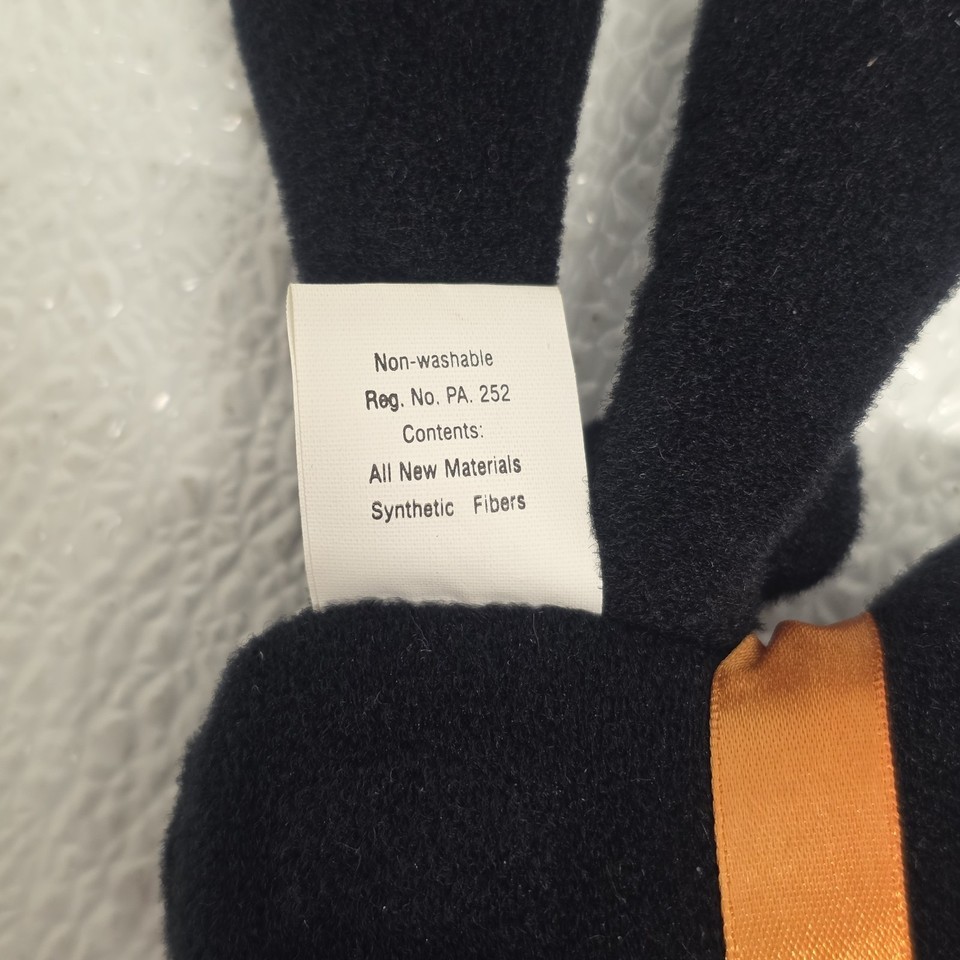 Non-washable
Reg. No. PA. 252
Contents:
All New Materials
Synthetic Fibers